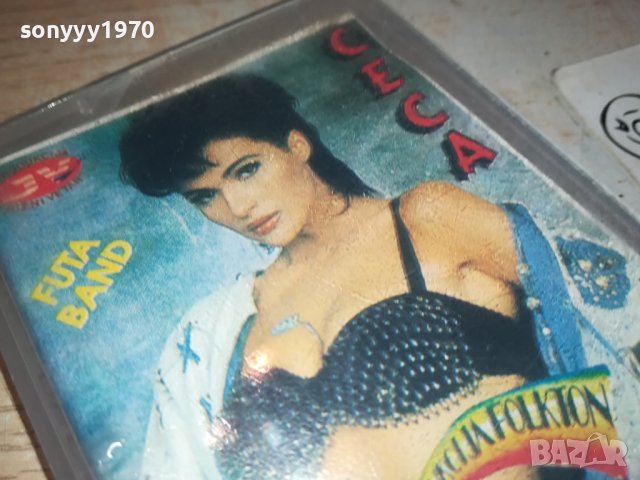 sonyyy1970
CECA
FUTA
BAND
FOLKTON
BAZAR